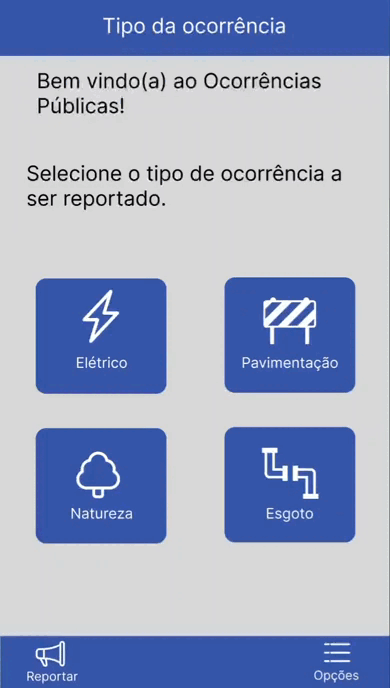 Tipo da ocorrência
Bem vindo(a) ao Ocorrências
Públicas!
Selecione o tipo de ocorrência a
ser reportado.
Elétrico
Pavimentação
Natureza
Esgoto
Reportar
Opções